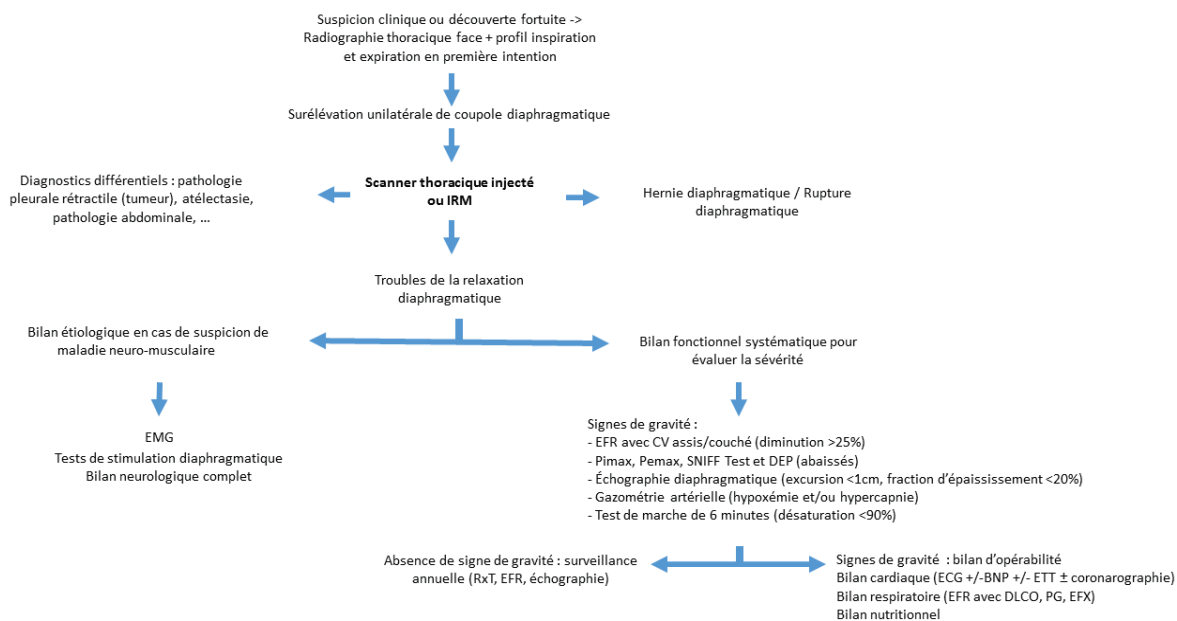 Suspicion clinique ou découverte fortuite ->
Radiographie thoracique face + profil inspiration
et expiration en première intention
Surélévation unilatérale de coupole diaphragmatique
Diagnostics différentiels : pathologie
pleurale rétractile (tumeur), atélectasie,
pathologie abdominale, ...
Scanner thoracique injecté
ou IRM
Hernie diaphragmatique / Rupture
diaphragmatique
Troubles de la relaxation
diaphragmatique
Bilan étiologique en cas de suspicion de
maladie neuro-musculaire
Bilan fonctionnel systématique pour
évaluer la sévérité
EMG
Tests de stimulation diaphragmatique
Bilan neurologique complet
Signes de gravité :
- EFR avec CV assis/couché (diminution >25%)
- Pimax, Pemax, SNIFF Test et DEP (abaissés)
- Échographie diaphragmatique (excursion <1cm, fraction d'épaississement <20%)
- Gazométrie artérielle (hypoxémie et/ou hypercapnie)
- Test de marche de 6 minutes (désaturation <90%)
Absence de signe de gravité : surveillance
annuelle (RxT, EFR, échographie)
Signes de gravité  : bilan d'opérabilité
Bilan cardiaque (ECG +/-BNP +/- ETT ± coronarographie)
Bilan respiratoire (EFR avec DLCO, PG, EFX)
Bilan nutritionnel